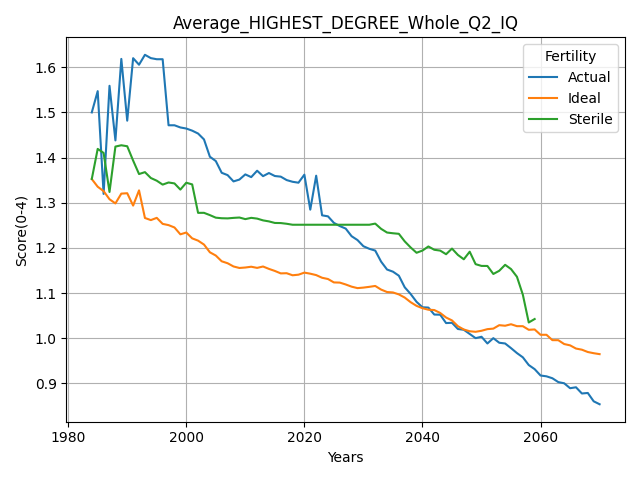 Average_HIGHEST_DEGREE_Whole_Q2_IQ
Fertility
Actual
Ideal
Sterile
Score(0-4)
1.6
1.5
1.4
1.3
1.2
1.1
1.0
0.9
1980
2000
2020
2040
2060
Years